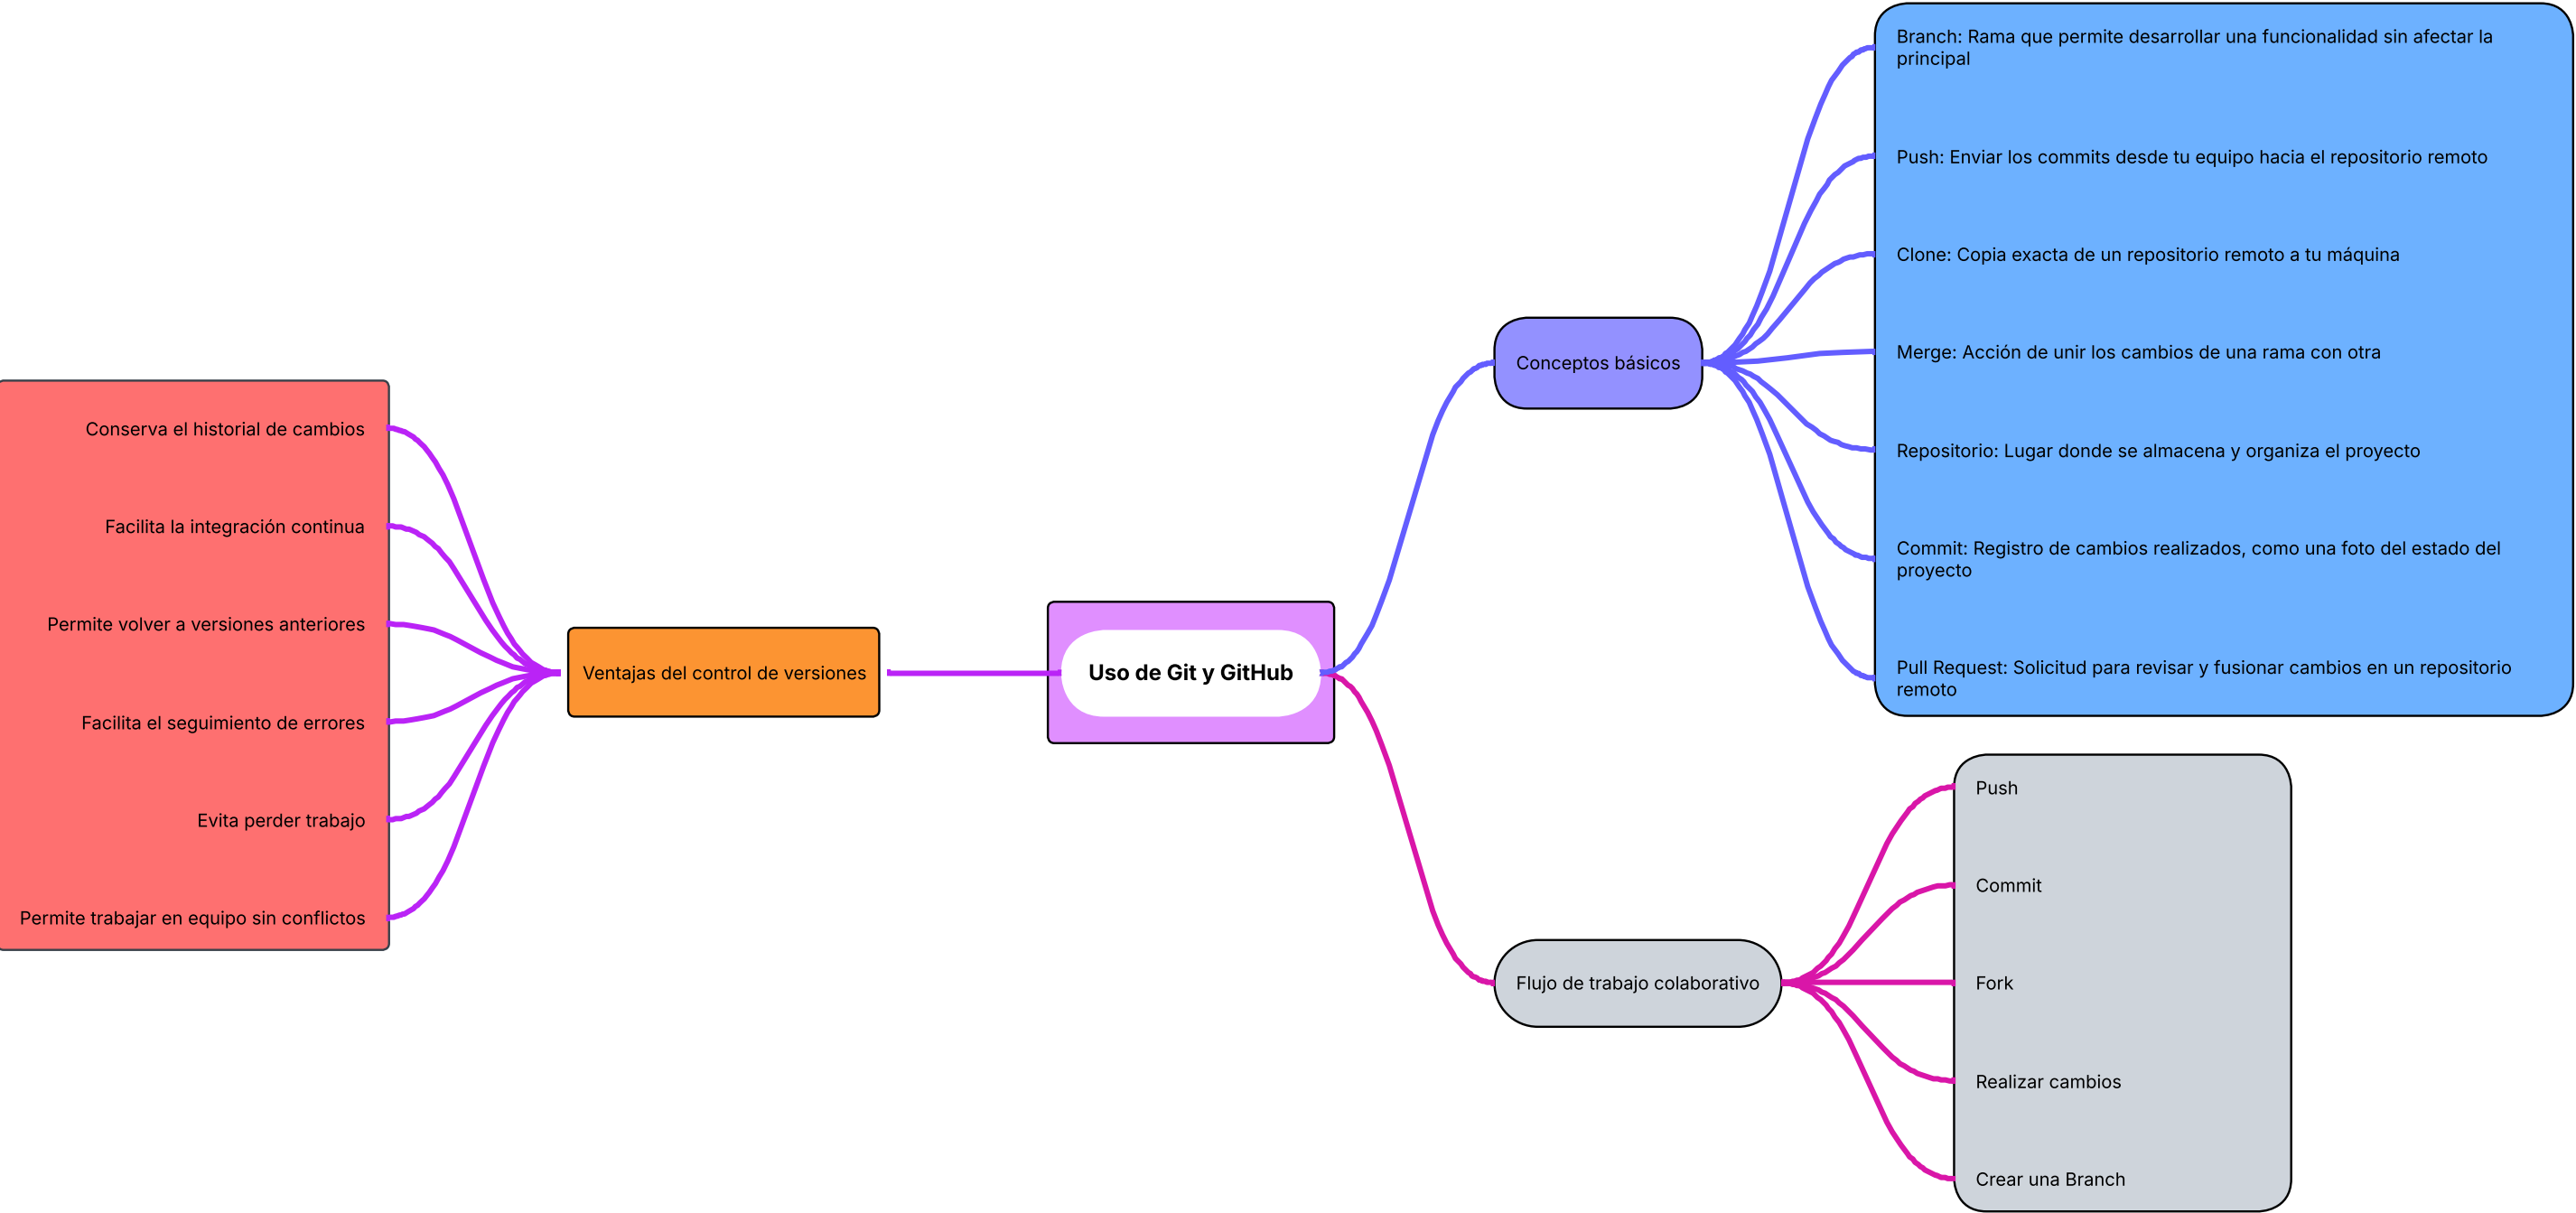 Uso de Git y GitHub
Ventajas del control de versiones
Conserva el historial de cambios
Facilita la integración continua
Permite volver a versiones anteriores
Facilita el seguimiento de errores
Evita perder trabajo
Permite trabajar en equipo sin conflictos
Conceptos básicos
Branch: Rama que permite desarrollar una funcionalidad sin afectar la
principal
Push: Enviar los commits desde tu equipo hacia el repositorio remoto
Clone: Copia exacta de un repositorio remoto a tu máquina
Merge: Acción de unir los cambios de una rama con otra
Repositorio: Lugar donde se almacena y organiza el proyecto
Commit: Registro de cambios realizados, como una foto del estado del
proyecto
Pull Request: Solicitud para revisar y fusionar cambios en un repositorio
remoto
Flujo de trabajo colaborativo
Push
Commit
Fork
Realizar cambios
Crear una Branch